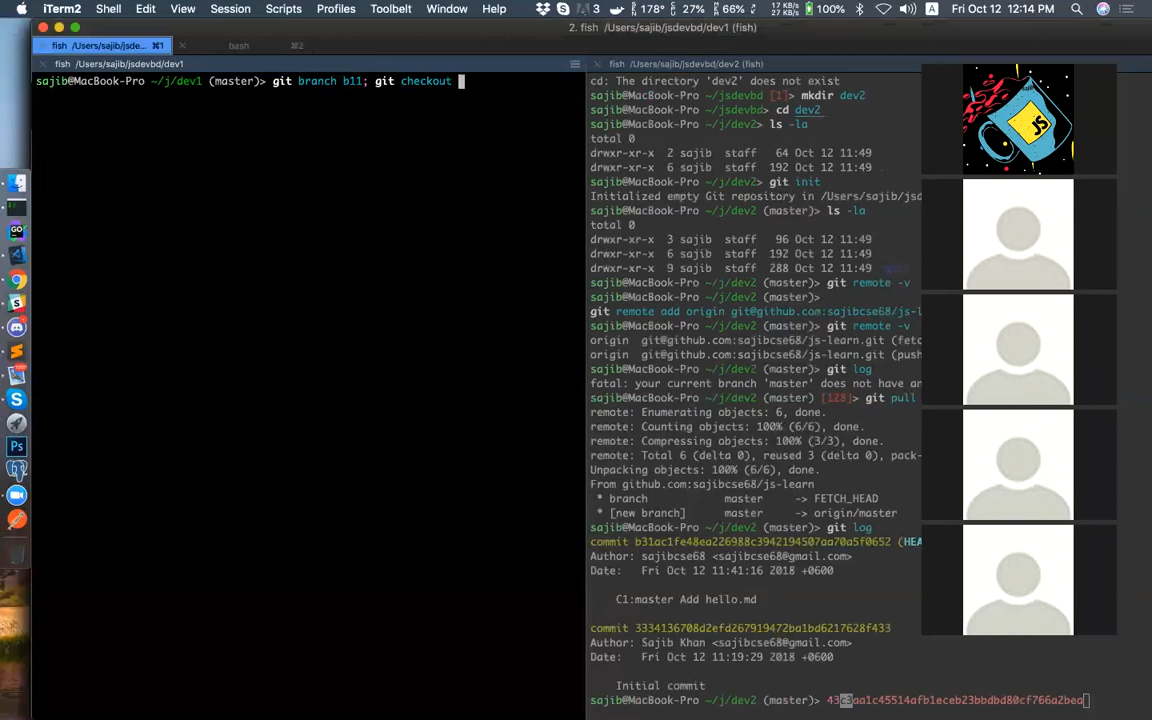 iTerm2 Shell Edit View Session Scripts Profiles Toolbelt Window Help 3 178° 27% 66% 17 KB/s 27 KB/s 100% A Fri Oct 12 12:14 PM
2. fish /Users/sajib/jsdevbd/dev1 (fish)
fish /Users/sajib/jsde... ⌘1 bash ⌘2
fish /Users/sajib/jsdevbd/dev1
sajib@MacBook-Pro ~/j/dev1 (master)> git branch b11; git checkout
fish /Users/sajib/jsdevbd/dev2 (fish)
cd: The directory 'dev2' does not exist
sajib@MacBook-Pro ~/jsdevbd [1]> mkdir dev2
sajib@MacBook-Pro ~/jsdevbd> cd dev2
sajib@MacBook-Pro ~/j/dev2> ls -la
total 0
drwxr-xr-x 2 sajib staff 64 Oct 12 11:49
drwxr-xr-x 6 sajib staff 192 Oct 12 11:49
sajib@MacBook-Pro ~/j/dev2> git init
Initialized empty Git repository in /Users/sajib/jsd
sajib@MacBook-Pro ~/j/dev2 (master)> ls -la
total 0
drwxr-xr-x 3 sajib staff 96 Oct 12 11:49
drwxr-xr-x 6 sajib staff 192 Oct 12 11:49
drwxr-xr-x 9 sajib staff 288 Oct 12 11:49
sajib@MacBook-Pro ~/j/dev2 (master)> git remote -v
sajib@MacBook-Pro ~/j/dev2 (master)>
git remote add origin git@github.com:sajibcse68/js-l
sajib@MacBook-Pro ~/j/dev2 (master)> git remote -v
origin git@github.com:sajibcse68/js-learn.git (fetc
origin git@github.com:sajibcse68/js-learn.git (push
sajib@MacBook-Pro ~/j/dev2 (master)> git log
fatal: your current branch 'master' does not have an
sajib@MacBook-Pro ~/j/dev2 (master) [128]> git pull
remote: Enumerating objects: 6, done.
remote: Counting objects: 100% (6/6), done.
remote: Compressing objects: 100% (3/3), done.
remote: Total 6 (delta 0), reused 3 (delta 0), pack-
Unpacking objects: 100% (6/6), done.
From github.com:sajibcse68/js-learn
* branch master -> FETCH_HEAD
* [new branch] master -> origin/master
sajib@MacBook-Pro ~/j/dev2 (master)> git log
commit b31ac1fe48ea226988c3942194507aa70a5f0652 (HEA
Author: sajibcse68 <sajibcse68@gmail.com>
Date: Fri Oct 12 11:41:16 2018 +0600
C1:master Add hello.md
commit 3334136708d2efd267919472ba1bd6217628f433
Author: Sajib Khan <sajibcse68@gmail.com>
Date: Fri Oct 12 11:19:29 2018 +0600
Initial commit
sajib@MacBook-Pro ~/j/dev2 (master)> 43c3aa1c45514afb1eceb23bbdbd80cf766a2bea
JS
GO
Ps